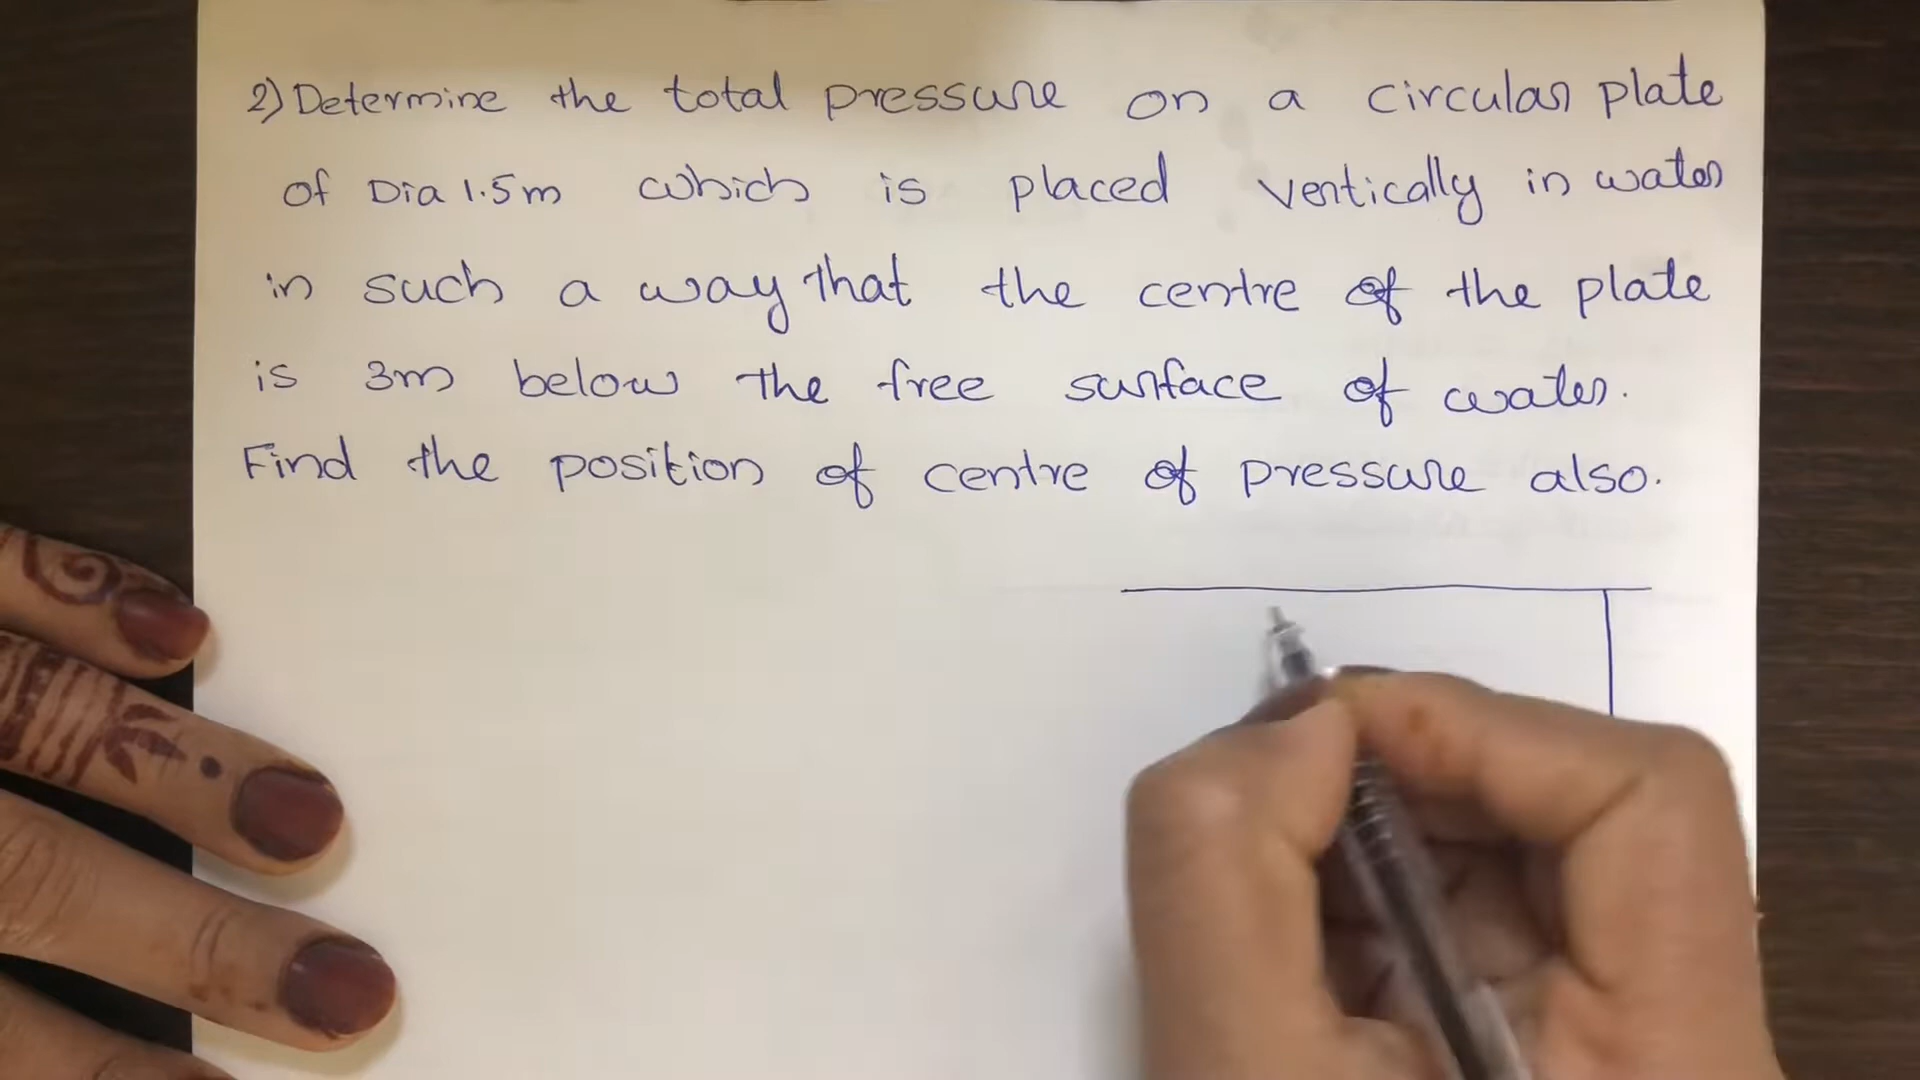 2) Determine the total pressure on a circular plate
of Dia 1.5m which is placed vertically in water
in such a way that the centre of the plate
is 3m below the free surface of water.
Find the position of centre of pressure also.